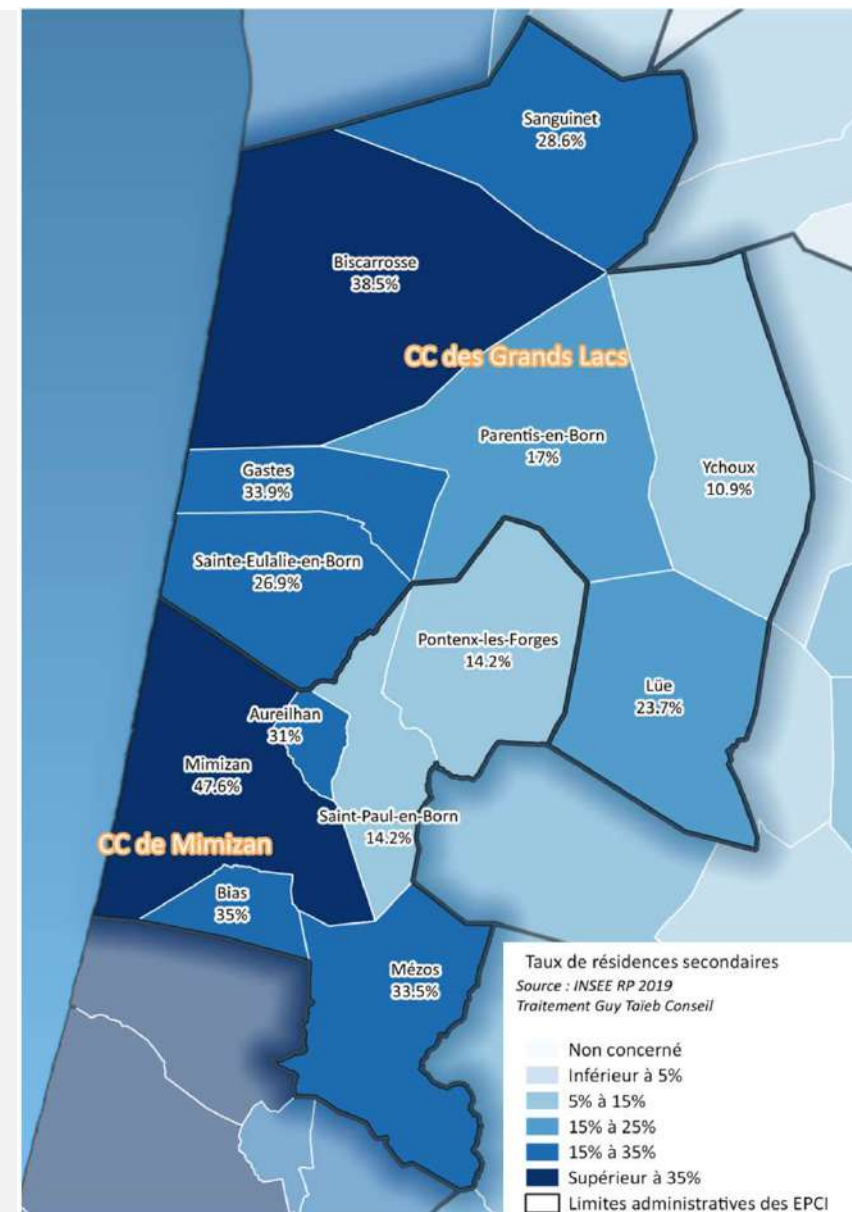 Sanguinet
28.6%
Biscarrosse
38.5%
CC des Grands Lacs
Parentis-en-Born
17%
Ychoux
10.9%
Gastes
33.9%
Sainte-Eulalie-en-Born
26.9%
Pontenx-les-Forges
14.2%
Lüe
23.7%
Aureilhan
31%
Mimizan
47.6%
Saint-Paul-en-Born
14.2%
CC de Mimizan
Bias
35%
Mézos
33.5%
Taux de résidences secondaires
Source : INSEE RP 2019
Traitement Guy Taïeb Conseil
Non concerné
Inférieur à 5%
5% à 15%
15% à 25%
15% à 35%
Supérieur à 35%
Limites administratives des EPCI